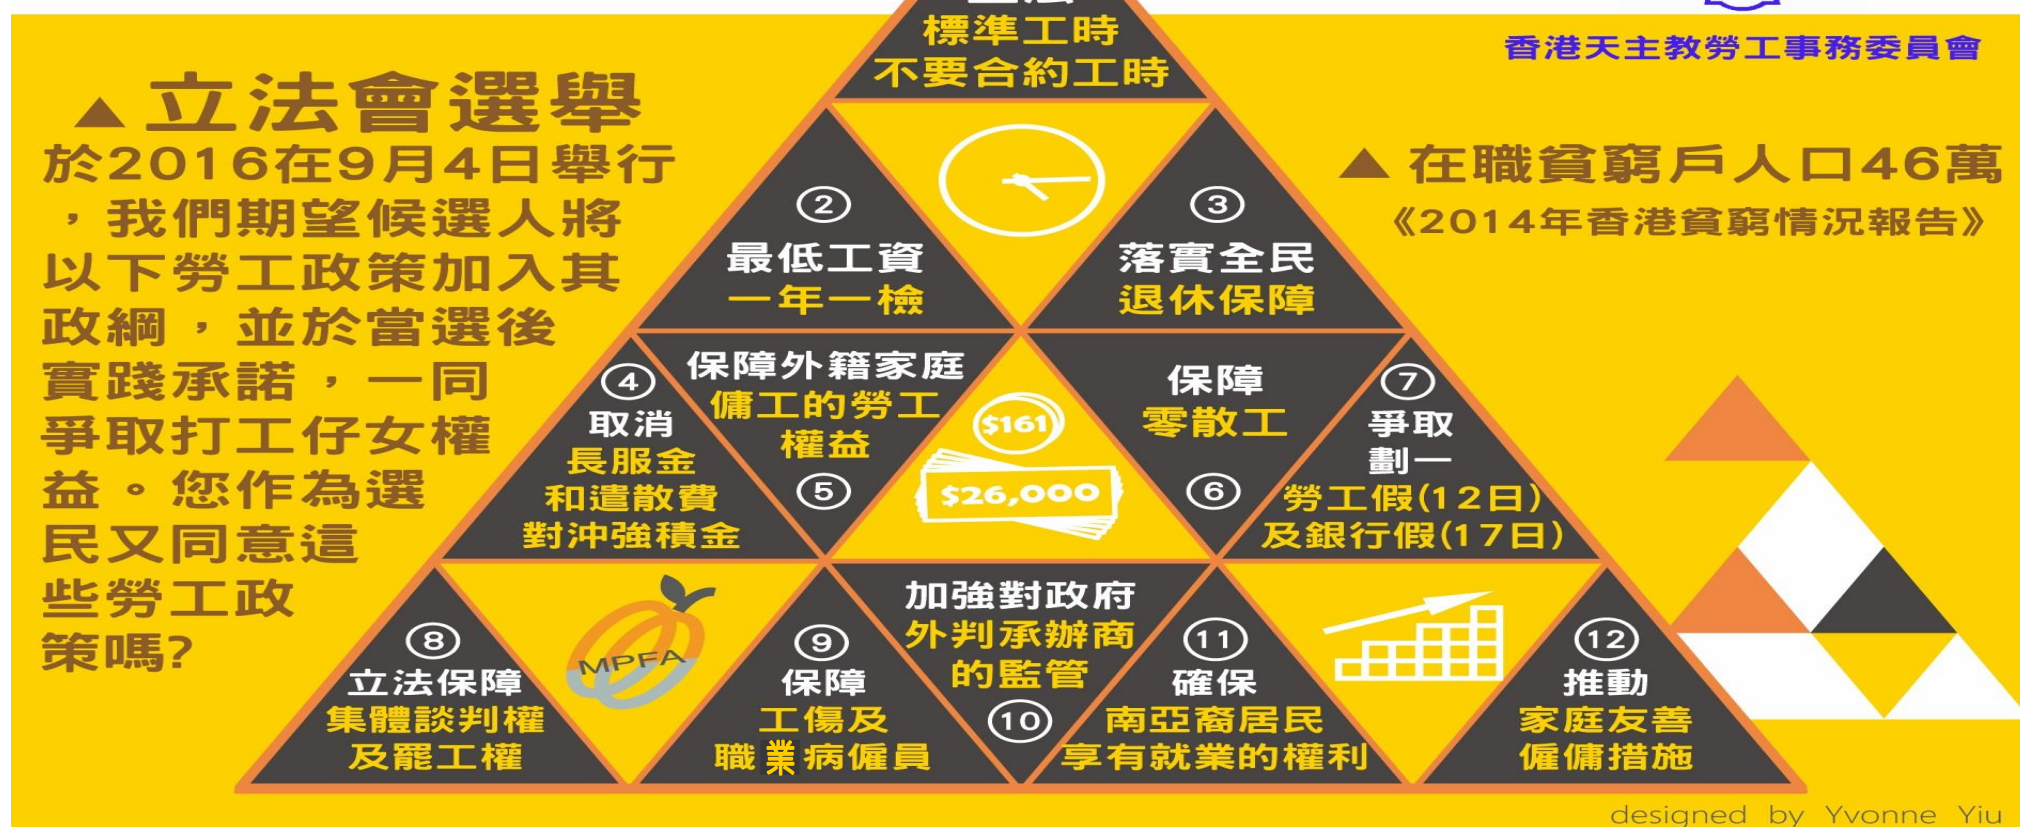 標準工時
不要合約工時
香港天主教勞工事務委員會
▲立法會選舉
於2016在9月4日舉行
，我們期望候選人將
以下勞工政策加入其
政綱，並於當選後
實踐承諾，一同
爭取打工仔女權
益。您作為選
民又同意這
些勞工政
策嗎?
▲在職貧窮戶人口46萬
《2014年香港貧窮情況報告》
②
最低工資
一年一檢
③
落實全民
退休保障
④
取消
長服金
和遣散費
對沖強積金
保障外籍家庭
傭工的勞工
權益
⑤
$161
$26,000
保障
零散工
⑥
⑦
爭取
劃一
勞工假(12日)
及銀行假(17日)
⑧
立法保障
集體談判權
及罷工權
MPFA
⑨
保障
工傷及
職業病僱員
加強對政府
外判承辦商
的監管
⑩
⑪
確保
南亞裔居民
享有就業的權利
⑫
推動
家庭友善
僱傭措施
designed by Yvonne Yiu